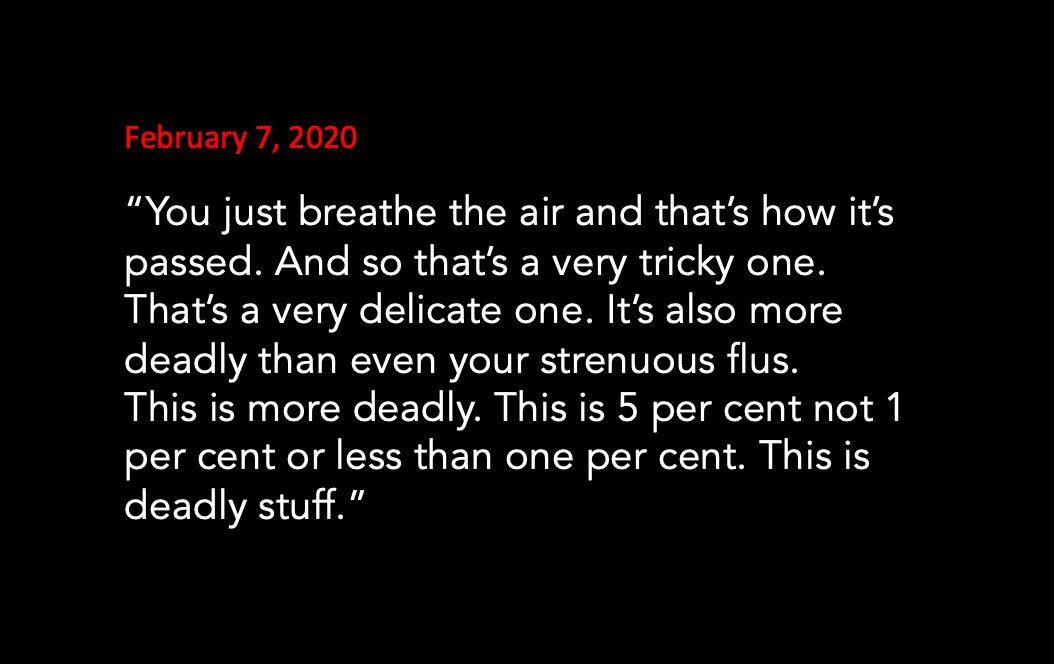 February 7, 2020
“You just breathe the air and that’s how it’s
passed. And so that’s a very tricky one.
That’s a very delicate one. It’s also more
deadly than even your strenuous flus.
This is more deadly. This is 5 per cent not 1
per cent or less than one per cent. This is
deadly stuff.”